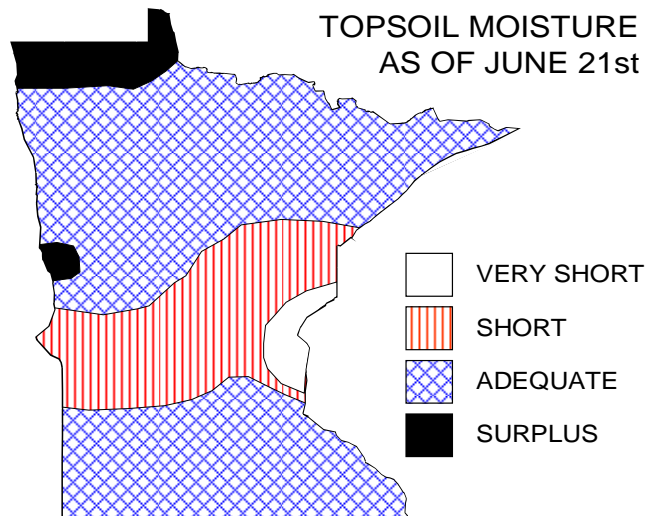 TOPSOIL MOISTURE
AS OF JUNE 21st
VERY SHORT
SHORT
ADEQUATE
SURPLUS